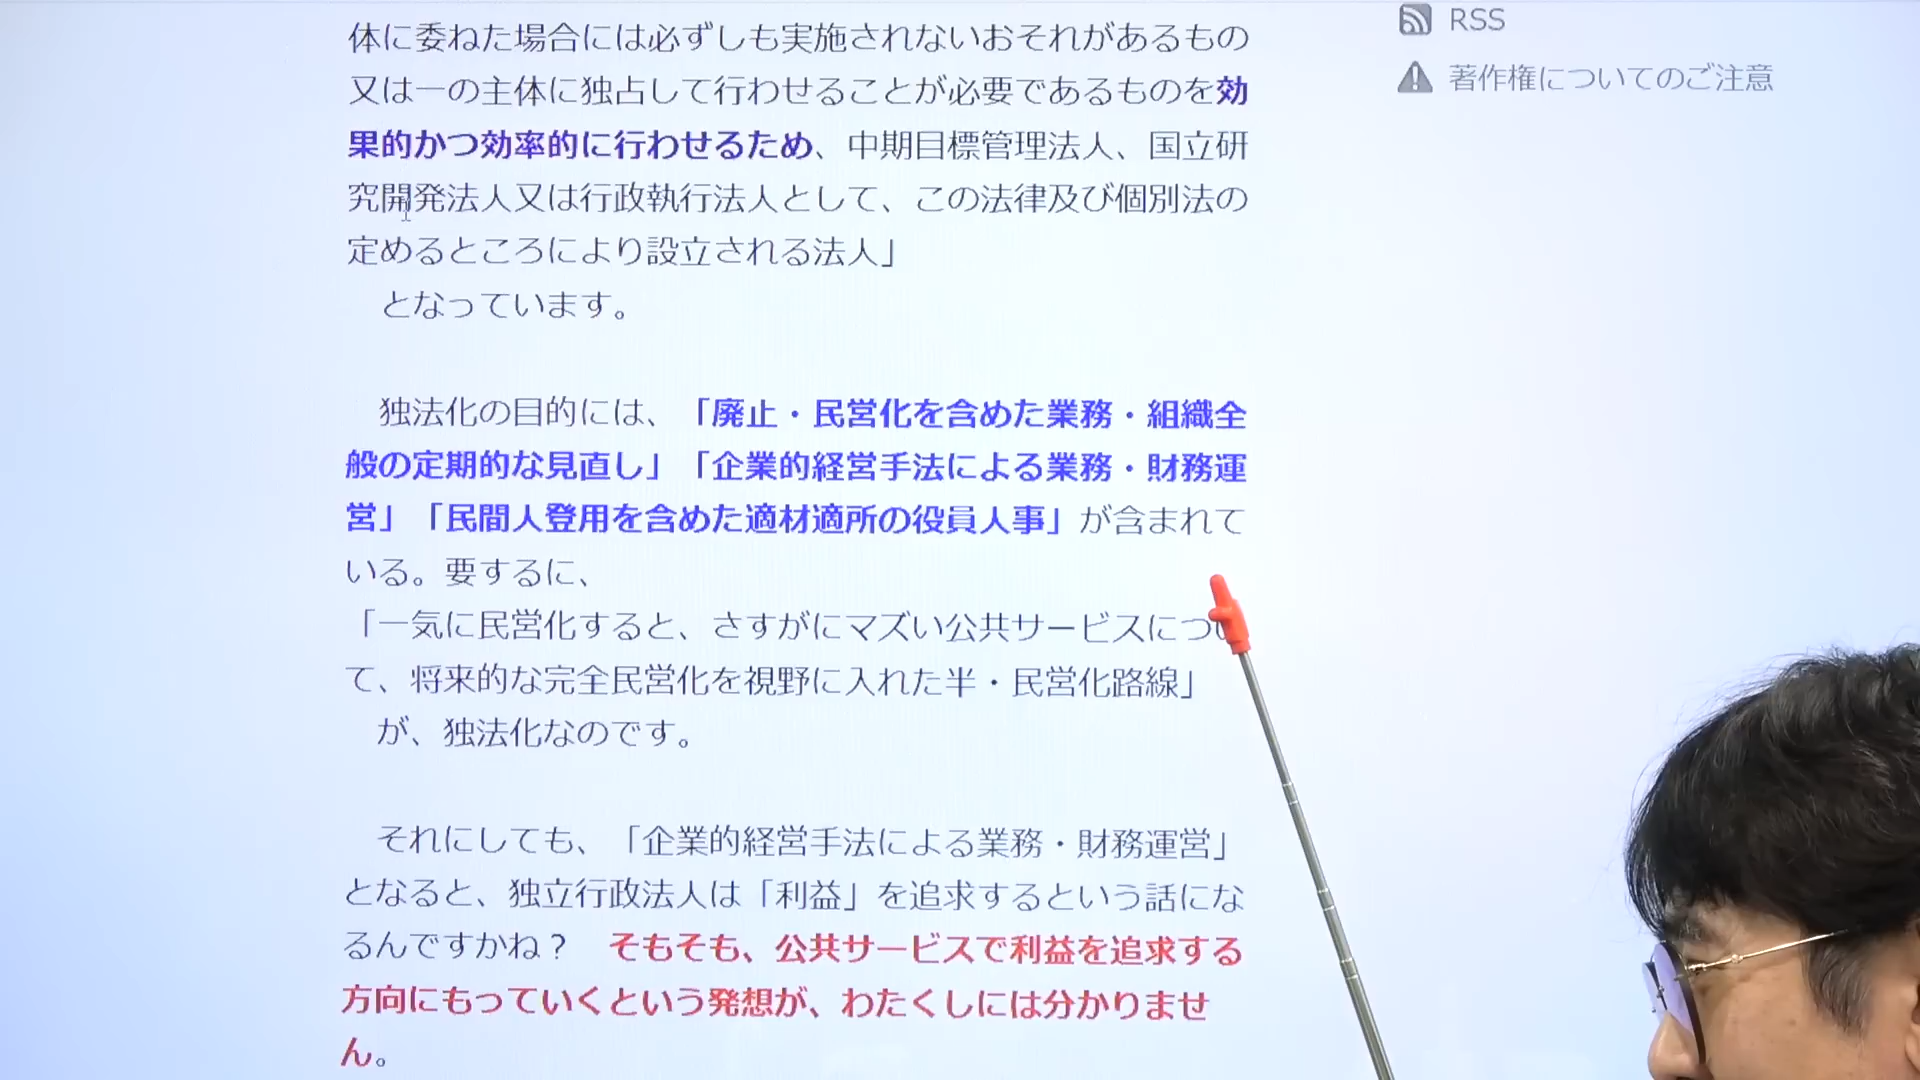 体に委ねた場合には必ずしも実施されないおそれがあるもの
又は一の主体に独占して行わせることが必要であるものを効
果的かつ効率的に行わせるため、中期目標管理法人、国立研
究開発法人又は行政執行法人として、この法律及び個別法の
定めるところにより設立される法人」
となっています。
独法化の目的には、「廃止・民営化を含めた業務・組織全
般の定期的な見直し」「企業的経営手法による業務・財務運
営」「民間人登用を含めた適材適所の役員人事」が含まれて
いる。要するに、
「一気に民営化すると、さすがにマズい公共サービスについ
て、将来的な完全民営化を視野に入れた半・民営化路線」
が、独法化なのです。
それにしても、「企業的経営手法による業務・財務運営」
となると、独立行政法人は「利益」を追求するという話にな
るんですかね？　そもそも、公共サービスで利益を追求する
方向にもっていくという発想が、わたくしには分かりませ
ん。
RSS
著作権についてのご注意